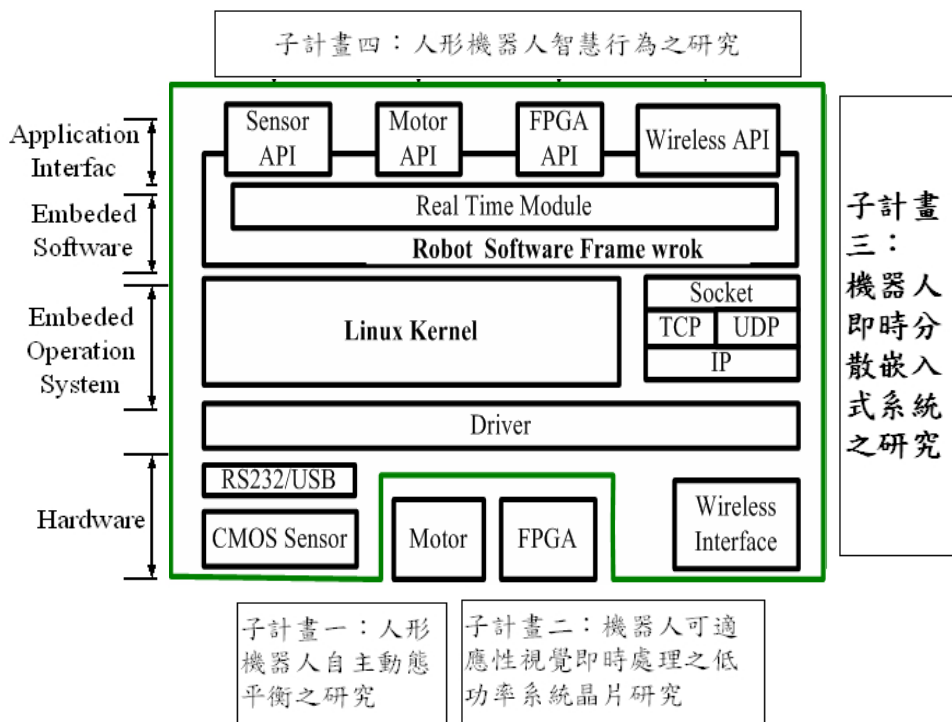 子計畫四：人形機器人智慧行為之研究
Application
Interfac
Sensor
API
Motor
API
FPGA
API
Wireless API
Embeded
Software
Real Time Module
Robot Software Frame wrok
Embeded
Operation
System
Linux Kernel
Socket
TCP
UDP
IP
Driver
Hardware
RS232/USB
CMOS Sensor
Motor
FPGA
Wireless
Interface
子計畫
三：
機器人
即時分
散嵌入
式系統
之研究
子計畫一：人形
機器人自主動態
平衡之研究
子計畫二：機器人可適
應性視覺即時處理之低
功率系統晶片研究